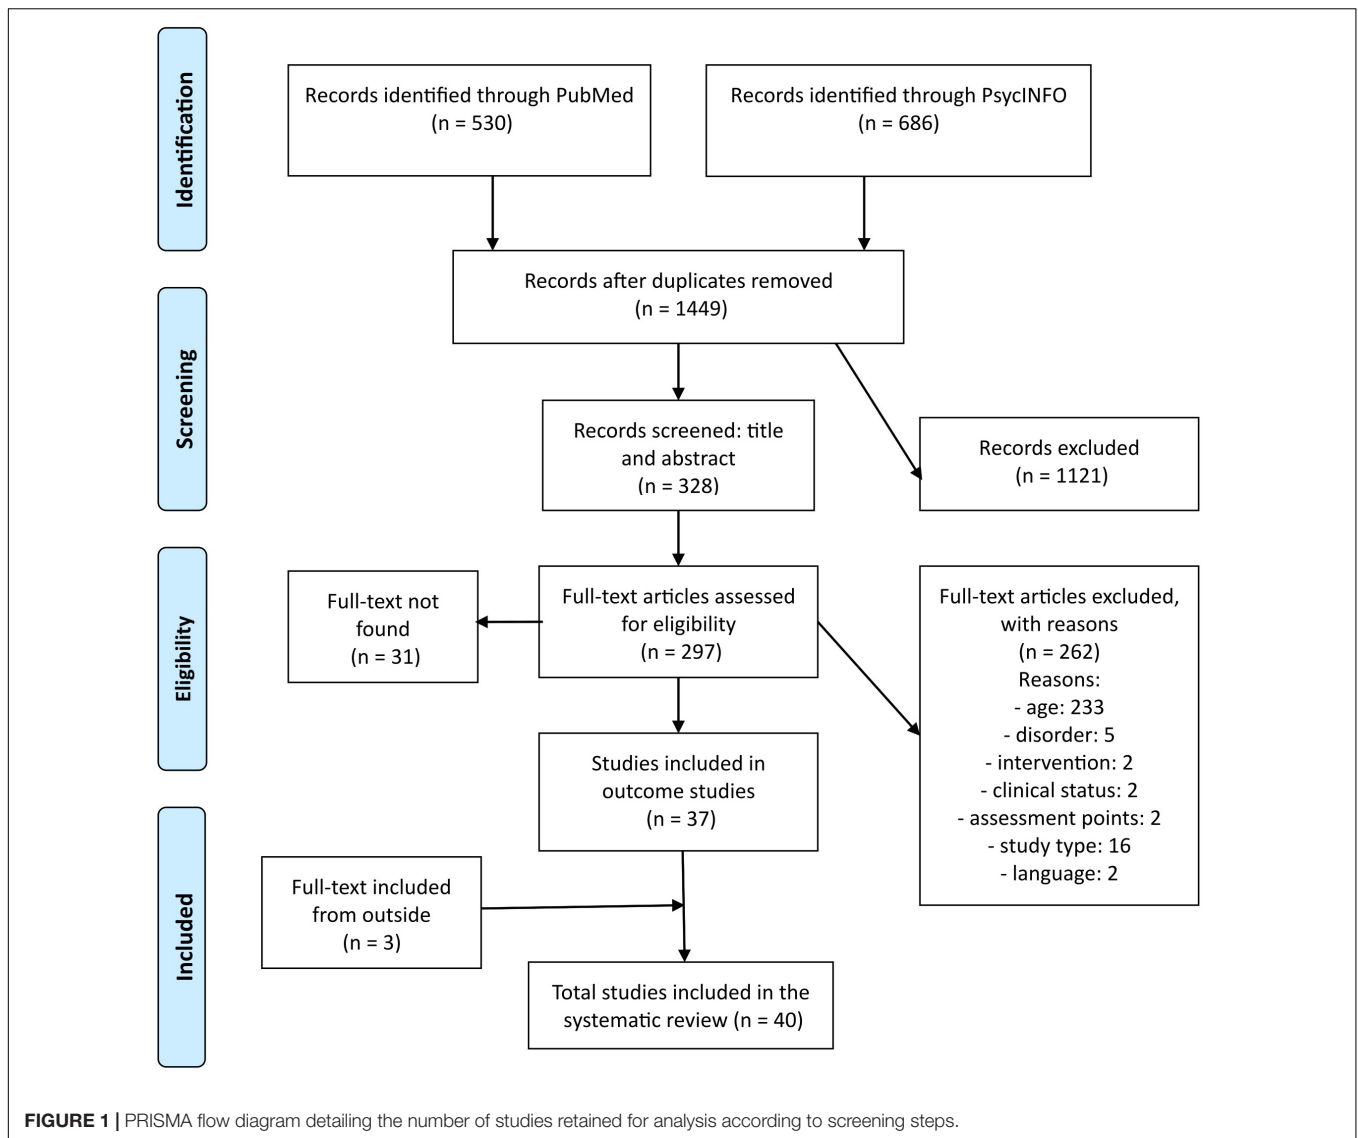 Identification
Records identified through PubMed
(n = 530)
Records identified through PsycINFO
(n = 686)
Records after duplicates removed
(n = 1449)
Screening
Records screened: title
and abstract
(n = 328)
Records excluded
(n = 1121)
Eligibility
Full-text not
found
(n = 31)
Full-text articles assessed
for eligibility
(n = 297)
Full-text articles excluded,
with reasons
(n = 262)
Reasons:
- age: 233
- disorder: 5
- intervention: 2
- clinical status: 2
- assessment points: 2
- study type: 16
- language: 2
Studies included in
outcome studies
(n = 37)
Included
Full-text included
from outside
(n = 3)
Total studies included in the
systematic review (n = 40)
FIGURE 1 | PRISMA flow diagram detailing the number of studies retained for analysis according to screening steps.